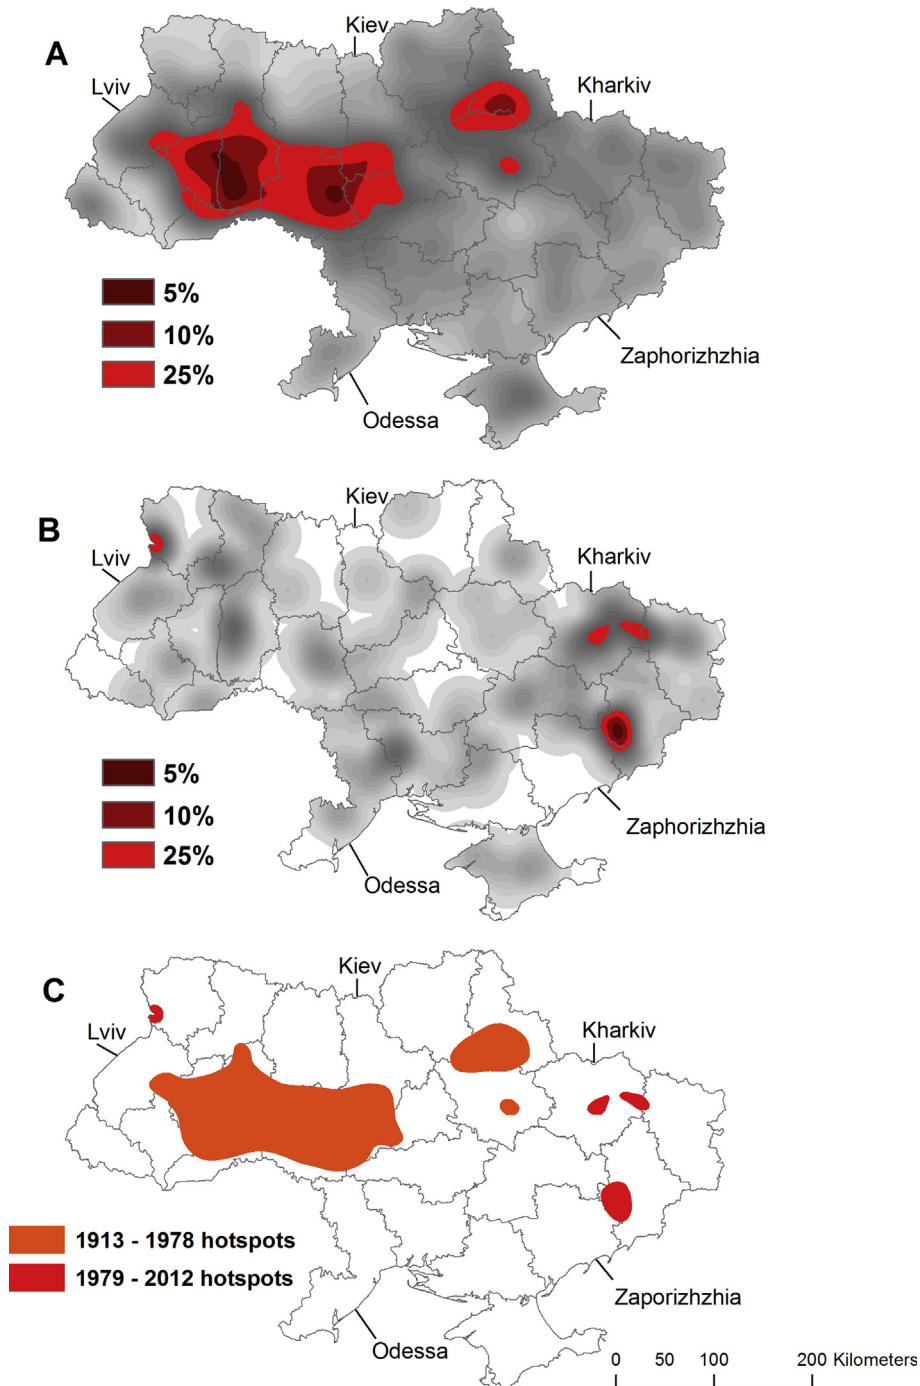 A
Kiev
Lviv
Kharkiv
5%
10%
25%
Zaphorizhzhia
Odessa
B
Kiev
Lviv
Kharkiv
5%
10%
25%
Zaphorizhzhia
Odessa
C
Kiev
Lviv
Kharkiv
1913 - 1978 hotspots
1979 - 2012 hotspots
Zaporizhzhia
Odessa
0 50 100 200 Kilometers